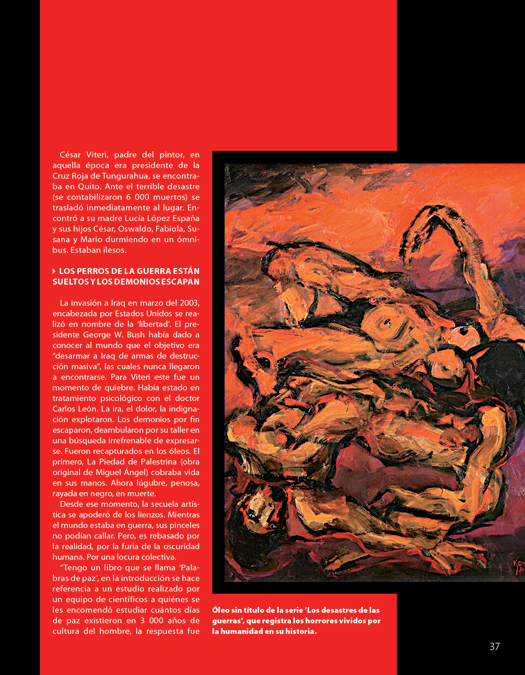 César Viteri, padre del pintor, en
aquella época era presidente de la
Cruz Roja de Tungurahua, se encontra-
ba en Quito. Ante el terrible desastre
(se contabilizaron 6 000 muertos) se
trasladó inmediatamente al lugar. En-
contró a su madre Lucía López España
y sus hijos César, Oswaldo, Fabiola, Su-
sana y Mario durmiendo en un ómni-
bus. Estaban ilesos.
LOS PERROS DE LA GUERRA ESTÁN
SUELTOS Y LOS DEMONIOS ESCAPAN
La invasión a Iraq en marzo del 2003,
encabezada por Estados Unidos se rea-
lizó en nombre de la ‘libertad’. El pre-
sidente George W. Bush había dado a
conocer al mundo que el objetivo era
“desarmar a Iraq de armas de destruc-
ción masiva”, las cuales nunca llegaron
a encontrarse. Para Viteri este fue un
momento de quiebre. Había estado en
tratamiento psicológico con el doctor
Carlos León. La ira, el dolor, la indigna-
ción explotaron. Los demonios por fin
escaparon, deambularon por su taller en
una búsqueda irrefrenable de expresar-
se. Fueron recapturados en los óleos. El
primero, La Piedad de Palestrina (obra
original de Miguel Ángel) cobraba vida
en sus manos. Ahora lúgubre, penosa,
rayada en negro, en muerte.
Desde ese momento, la secuela artís-
tica se apoderó de los lienzos. Mientras
el mundo estaba en guerra, sus pinceles
no podían callar. Pero, es rebasado por
la realidad, por la furia de la oscuridad
humana. Por una locura colectiva.
“Tengo un libro que se llama ‘Pala-
bras de paz’, en la introducción se hace
referencia a un estudio realizado por
un equipo de científicos a quiénes se
les encomendó estudiar cuántos días
de paz existieron en 3 000 años de
cultura del hombre, la respuesta fue
Óleo sin título de la serie ‘Los desastres de las
guerras’, que registra los horrores vividos por
la humanidad en su historia.
37